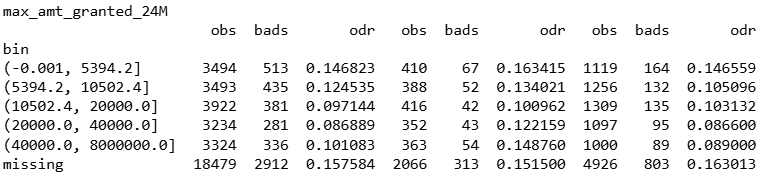 max_amt_granted_24M
obs bads odr obs bads odr obs bads odr
bin
(-0.001, 5394.2] 3494 513 0.146823 410 67 0.163415 1119 164 0.146559
(5394.2, 10502.4] 3493 435 0.124535 388 52 0.134021 1256 132 0.105096
(10502.4, 20000.0] 3922 381 0.097144 416 42 0.100962 1309 135 0.103132
(20000.0, 40000.0] 3234 281 0.086889 352 43 0.122159 1097 95 0.086600
(40000.0, 8000000.0] 3324 336 0.101083 363 54 0.148760 1000 89 0.089000
missing 18479 2912 0.157584 2066 313 0.151500 4926 803 0.163013